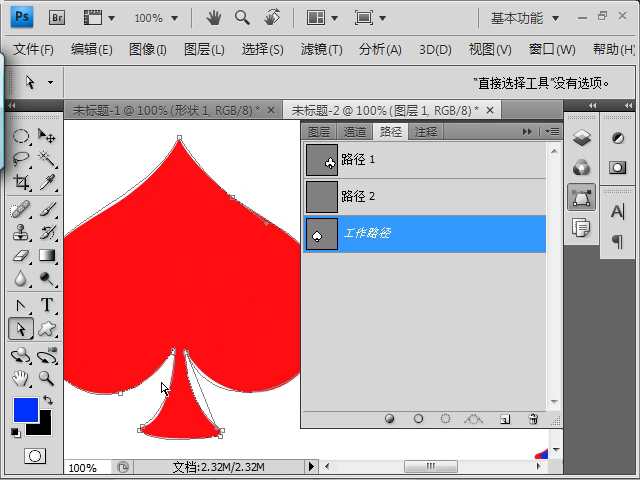 Ps Br 100% 基本功能
文件(F) 编辑(E) 图像(I) 图层(L) 选择(S) 滤镜(T) 分析(A) 3D(D) 视图(V) 窗口(W) 帮助(H)
“直接选择工具”没有选项。
未标题-1 @ 100% (形状 1, RGB/8) * × 未标题-2 @ 100% (图层 1, RGB/8) * ×
图层 通道 路径 注释
路径 1
路径 2
工作路径
100% 文档:2.32M/2.32M